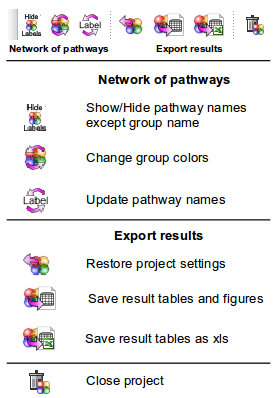 Hide
Labels
Label
Network of pathways
Export results
Network of pathways
Hide
Labels
Show/Hide pathway names
except group name
Change group colors
Label
Update pathway names
Export results
Restore project settings
Save result tables and figures
Save result tables as xls
Close project